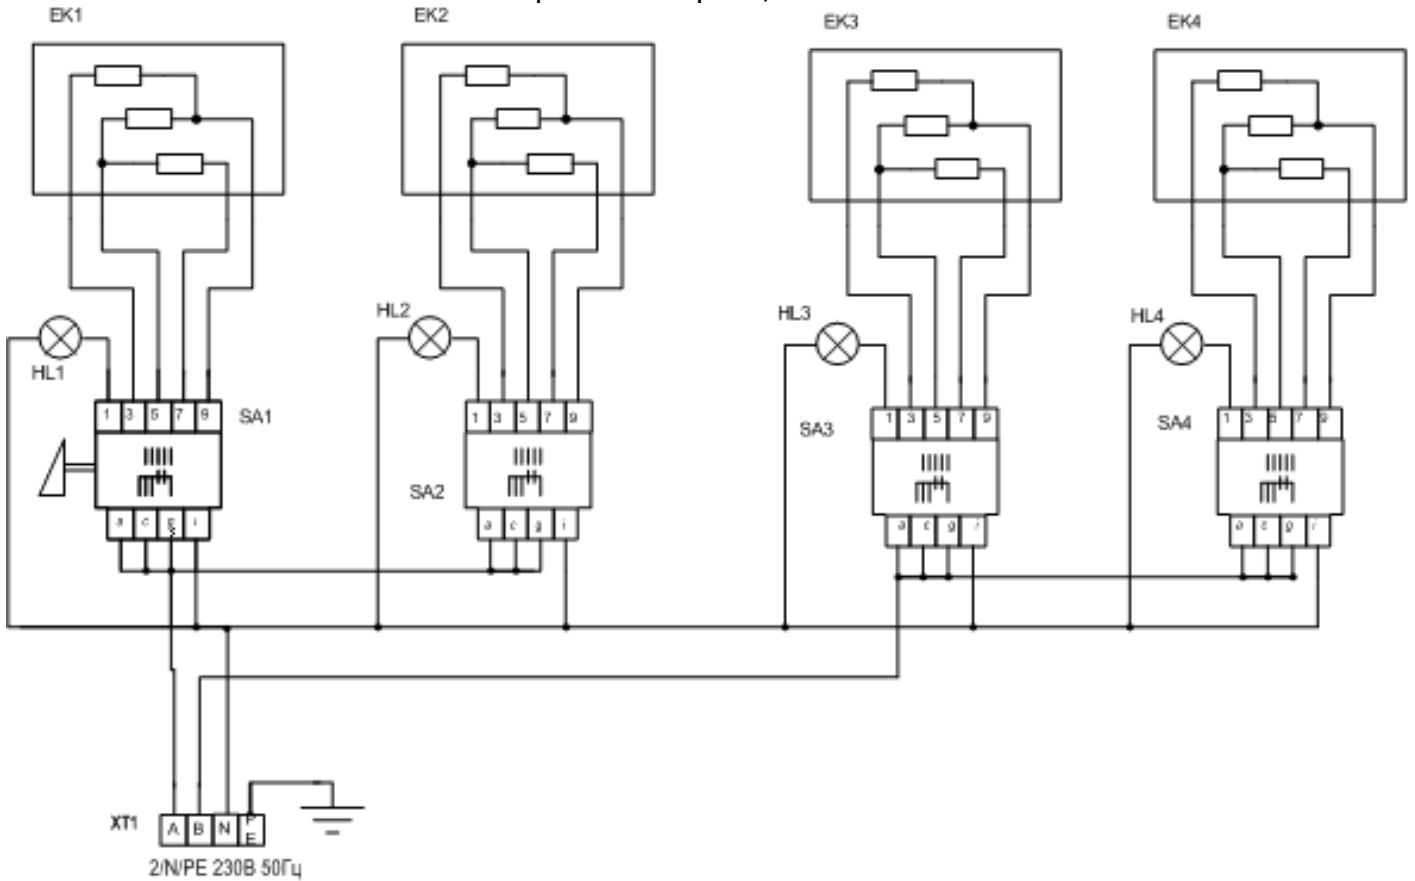 EK1
EK2
EK3
EK4
HL1
HL2
HL3
HL4
1 3 5 7 9
SA1
1 3 5 7 9
SA2
1 3 5 7 9
SA3
1 3 5 7 9
SA4
a c g i
a c g i
a c g i
a c g i
XT1
A B N PE
2/N/PE 230В 50Гц